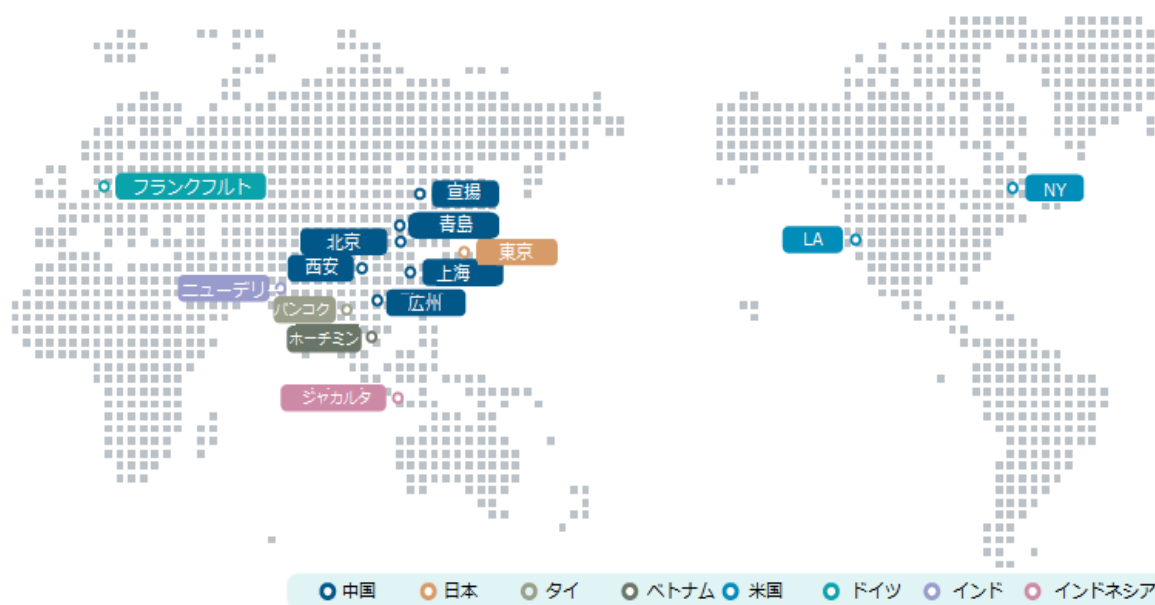 フランクフルト
宣揚
NY
青島
北京
東京
LA
西安
上海
ニューデリー
広州
バンコク
ホーチミン
ジャカルタ
中国 日本 タイ ベトナム 米国 ドイツ インド インドネシア